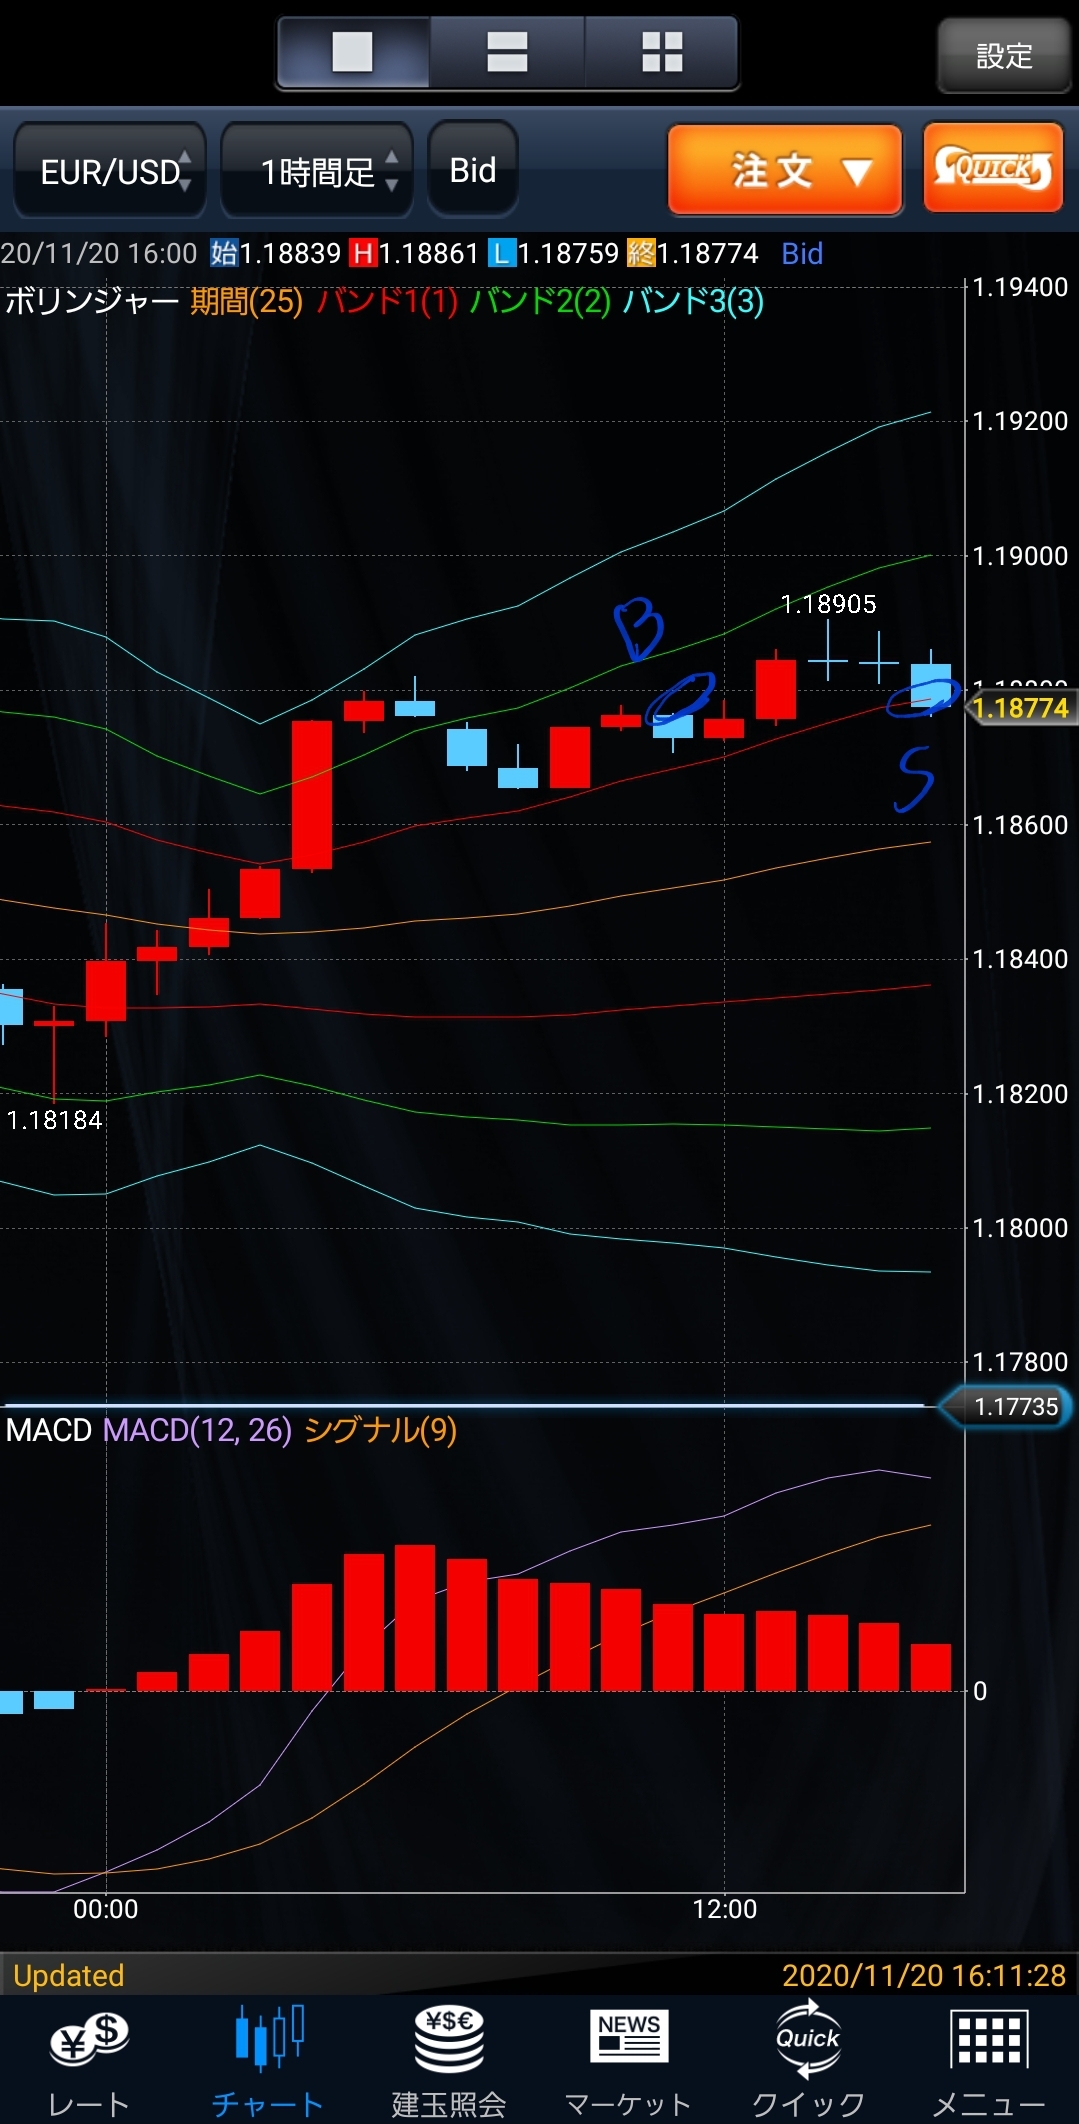 設定
EUR/USD 1時間足 Bid 注文 ▼ QUICK
20/11/20 16:00 始1.18839 H1.18861 L1.18759 終1.18774 Bid
ボリンジャー 期間(25) バンド1(1) バンド2(2) バンド3(3)
1.19400
1.19200
1.19000
B
1.18905
1.18774
S
1.18600
1.18400
1.18200
1.18184
1.18000
1.17800
1.17735
MACD MACD(12, 26) シグナル(9)
0
00:00 12:00
Updated 2020/11/20 16:11:28
¥ $ ¥$€ NEWS Quick
レート チャート 建玉照会 マーケット クイック メニュー